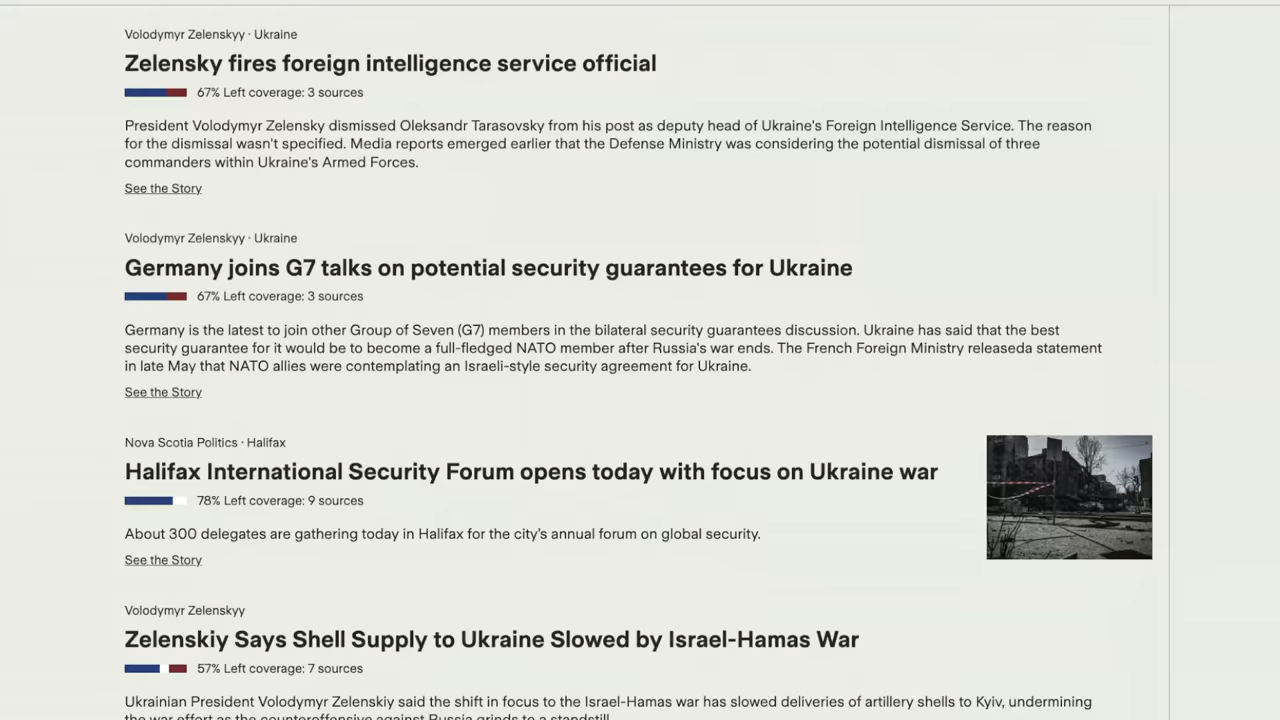 Volodymyr Zelenskyy · Ukraine
Zelensky fires foreign intelligence service official
67% Left coverage: 3 sources
President Volodymyr Zelensky dismissed Oleksandr Tarasovsky from his post as deputy head of Ukraine's Foreign Intelligence Service. The reason
for the dismissal wasn't specified. Media reports emerged earlier that the Defense Ministry was considering the potential dismissal of three
commanders within Ukraine's Armed Forces.
See the Story
Volodymyr Zelenskyy · Ukraine
Germany joins G7 talks on potential security guarantees for Ukraine
67% Left coverage: 3 sources
Germany is the latest to join other Group of Seven (G7) members in the bilateral security guarantees discussion. Ukraine has said that the best
security guarantee for it would be to become a full-fledged NATO member after Russia's war ends. The French Foreign Ministry releaseda statement
in late May that NATO allies were contemplating an Israeli-style security agreement for Ukraine.
See the Story
Nova Scotia Politics · Halifax
Halifax International Security Forum opens today with focus on Ukraine war
78% Left coverage: 9 sources
About 300 delegates are gathering today in Halifax for the city's annual forum on global security.
See the Story
Volodymyr Zelenskyy
Zelenskiy Says Shell Supply to Ukraine Slowed by Israel-Hamas War
57% Left coverage: 7 sources
Ukrainian President Volodymyr Zelenskiy said the shift in focus to the Israel-Hamas war has slowed deliveries of artillery shells to Kyiv, undermining
the war effort as the counteroffensive against Russia grinds to a standstill.